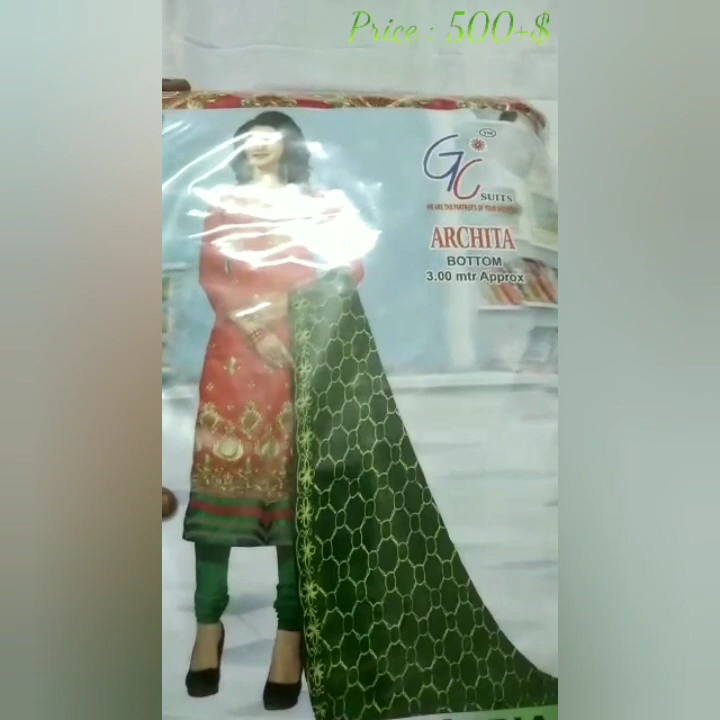 Price : 500+$
GC
SUITS
ARCHITA
BOTTOM
3.00 mtr Approx